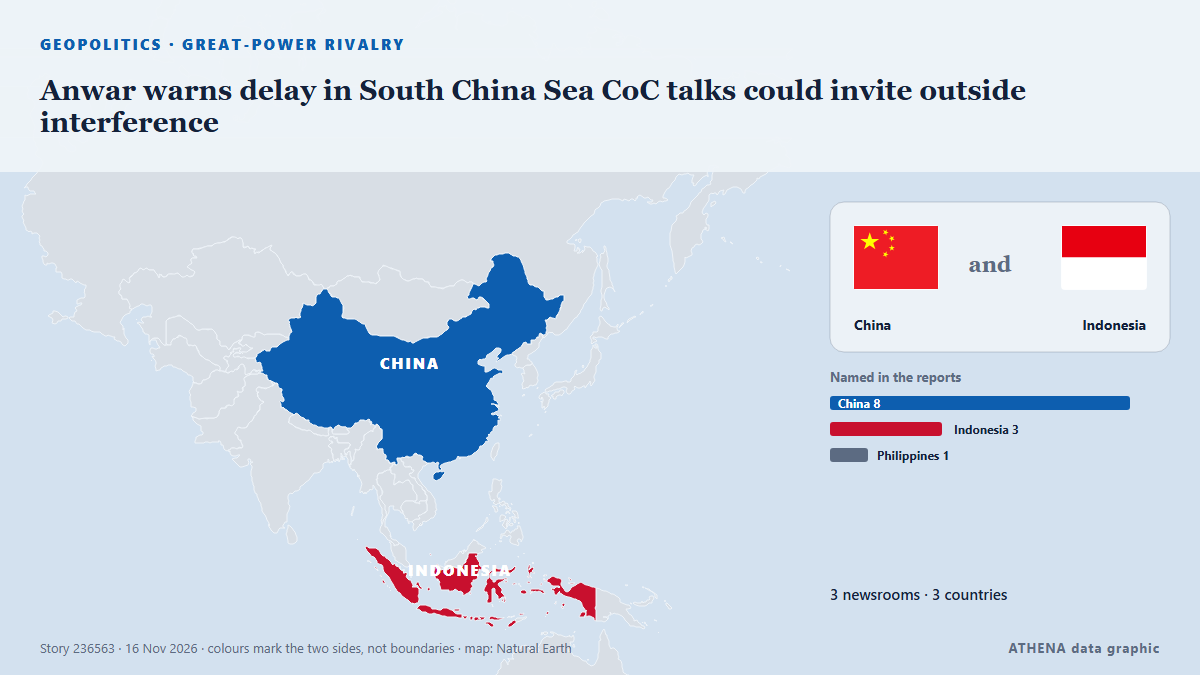 GEOPOLITICS · GREAT-POWER RIVALRY
Anwar warns delay in South China Sea CoC talks could invite outside
interference
China
and
Indonesia
Named in the reports
China 8
Indonesia 3
Philippines 1
CHINA
INDONESIA
3 newsrooms · 3 countries
Story 236563 · 16 Nov 2026 · colours mark the two sides, not boundaries · map: Natural Earth
ATHENA data graphic